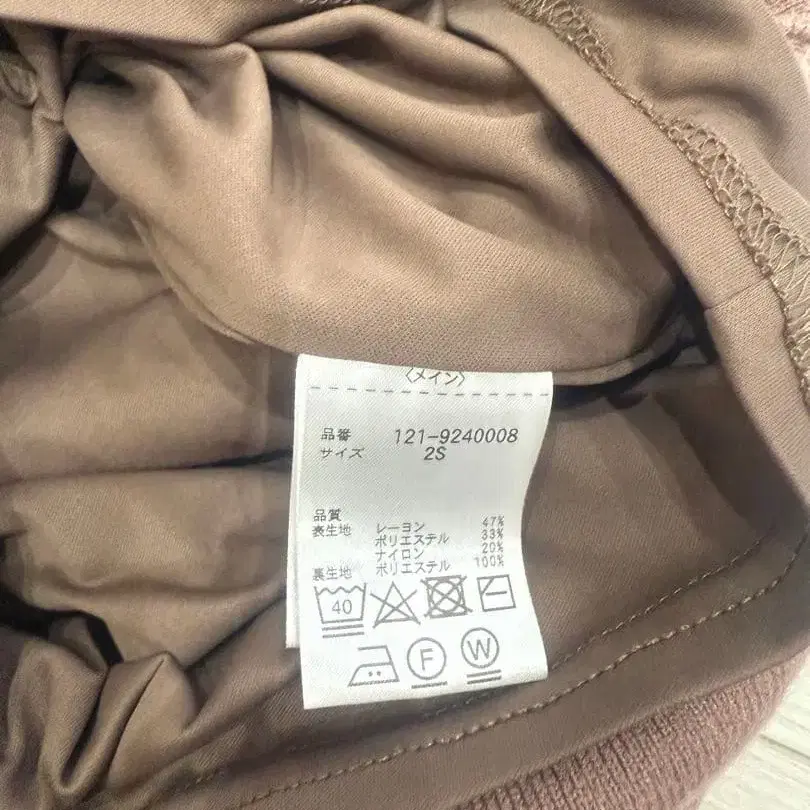 〈メイン〉
品番 121-9240008
サイズ 2S
品質
表生地 レーヨン 47%
ポリエステル 33%
ナイロン 20%
裏生地 ポリエステル 100%
40
F W